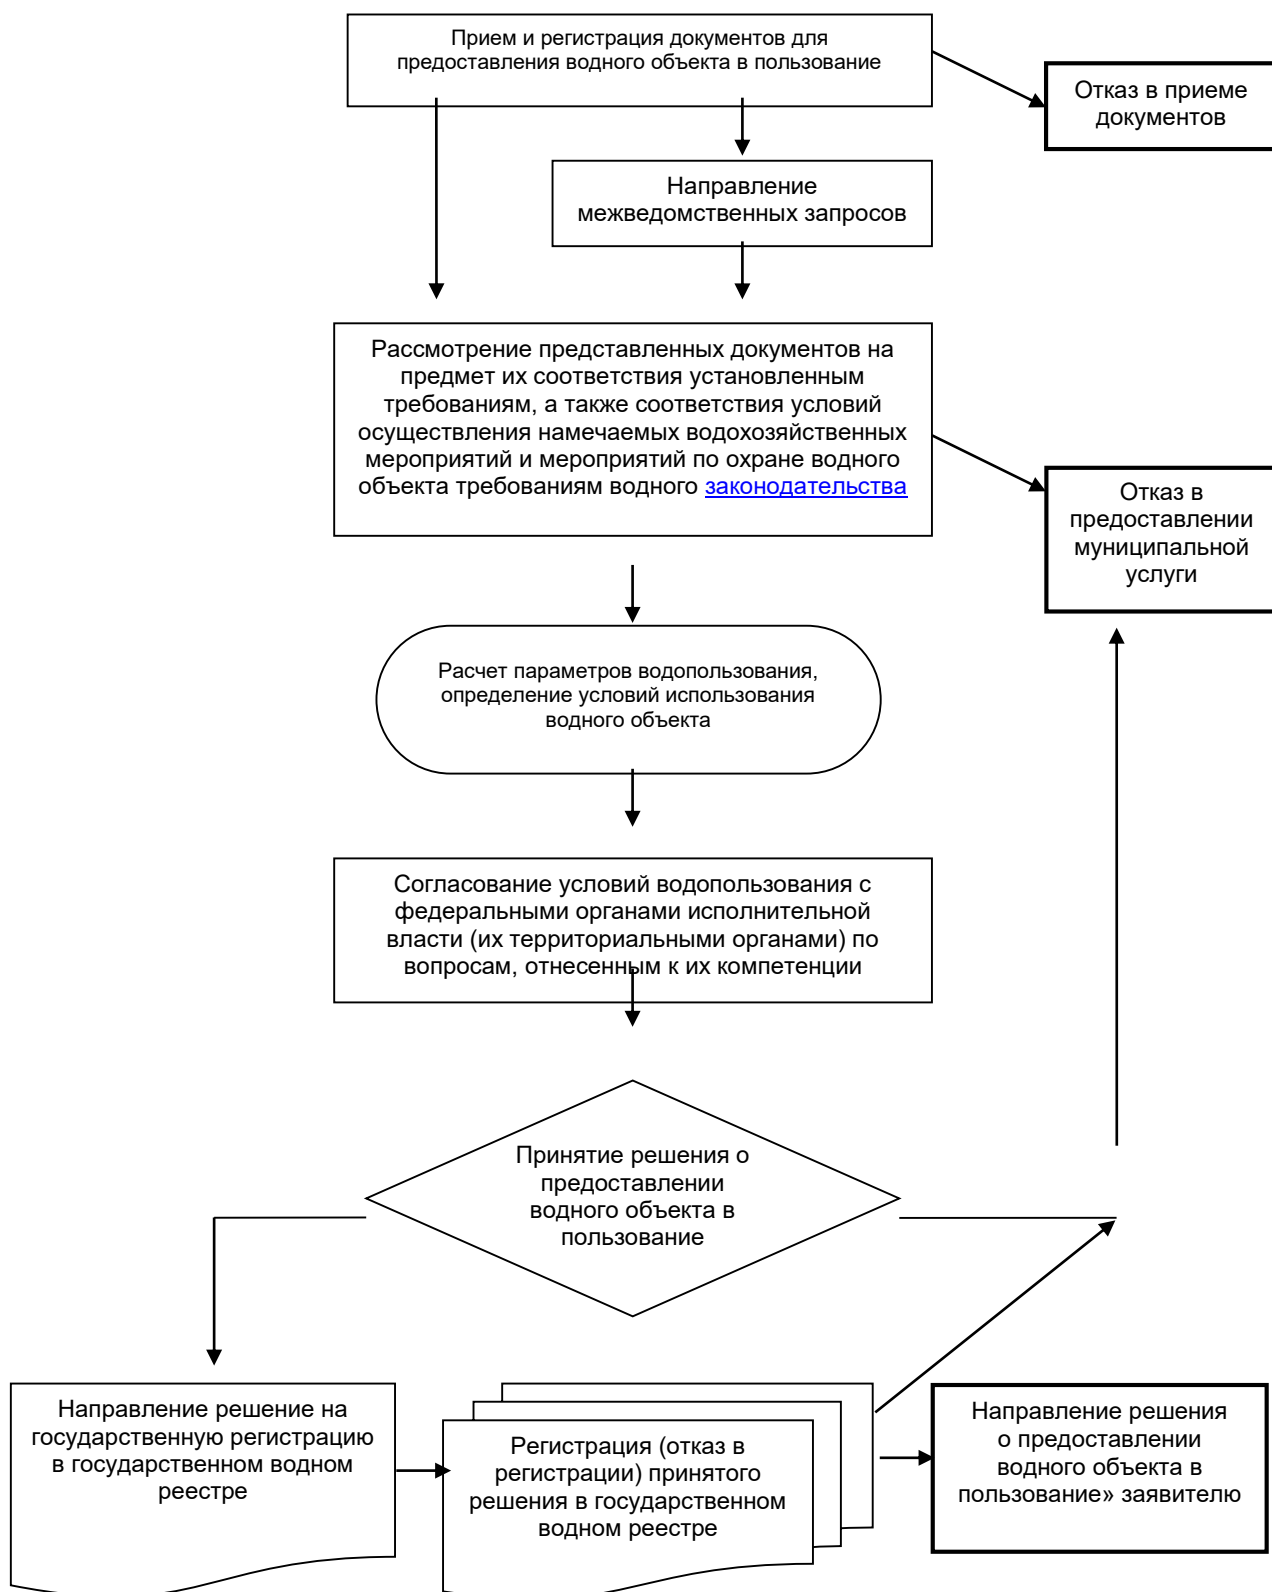 Прием и регистрация документов для
предоставления водного объекта в пользование
Отказ в приеме
документов
Направление
межведомственных запросов
Рассмотрение представленных документов на
предмет их соответствия установленным
требованиям, а также соответствия условий
осуществления намечаемых водохозяйственных
мероприятий и мероприятий по охране водного
объекта требованиям водного законодательства
Отказ в
предоставлении
муниципальной
услуги
Расчет параметров водопользования,
определение условий использования
водного объекта
Согласование условий водопользования с
федеральными органами исполнительной
власти (их территориальными органами) по
вопросам, отнесенным к их компетенции
Принятие решения о
предоставлении
водного объекта в
пользование
Направление решение на
государственную регистрацию
в государственном водном
реестре
Регистрация (отказ в
регистрации) принятого
решения в государственном
водном реестре
Направление решения
о предоставлении
водного объекта в
пользование» заявителю